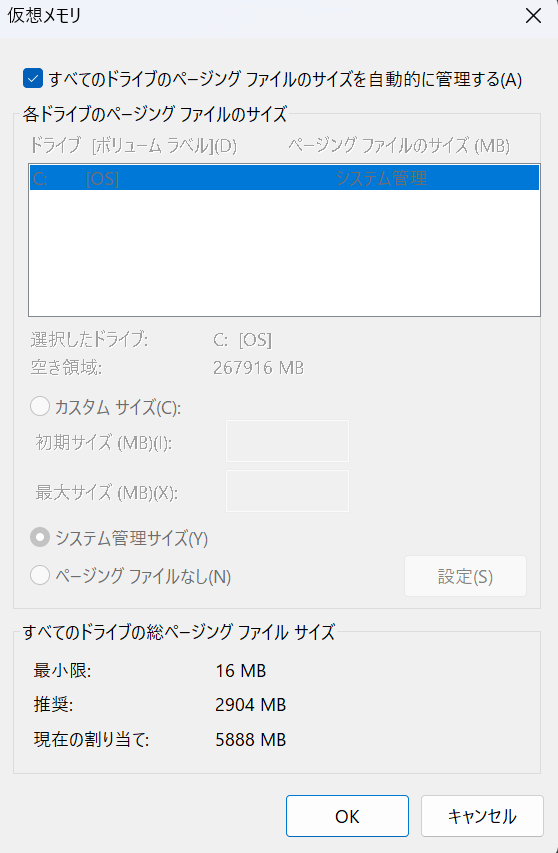 仮想メモリ
すべてのドライブのページング ファイルのサイズを自動的に管理する(A)
各ドライブのページング ファイルのサイズ
ドライブ [ボリューム ラベル](D) ページング ファイルのサイズ (MB)
C: [OS] システム管理
選択したドライブ: C: [OS]
空き領域: 267916 MB
カスタム サイズ(C):
初期サイズ (MB)(I):
最大サイズ (MB)(X):
システム管理サイズ(Y)
ページング ファイルなし(N) 設定(S)
すべてのドライブの総ページング ファイル サイズ
最小限: 16 MB
推奨: 2904 MB
現在の割り当て: 5888 MB
OK キャンセル